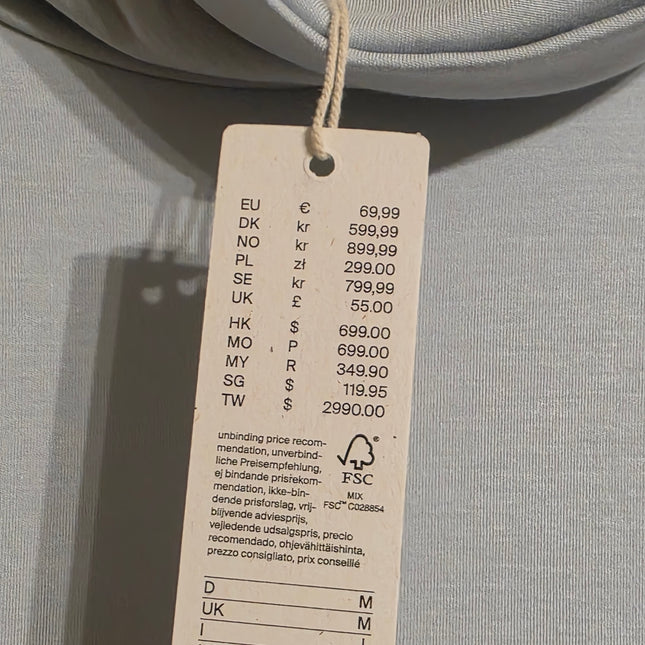 EU € 69,99
DK kr 599,99
NO kr 899,99
PL zł 299.00
SE kr 799,99
UK £ 55.00
HK $ 699.00
MO P 699.00
MY R 349.90
SG $ 119.95
TW $ 2990.00
unbinding price recom-
mendation, unverbind-
liche Preisempfehlung,
ej bindande prisrekom-
mendation, ikke-bin-
dende prisforslag, vrij-
blijvende adviesprijs,
vejledende udsalgspris, precio
recomendado, ohjevähittäishinta,
prezzo consigliato, prix conseillé
®
FSC
MIX
FSC™ C028854
D M
UK M
I L